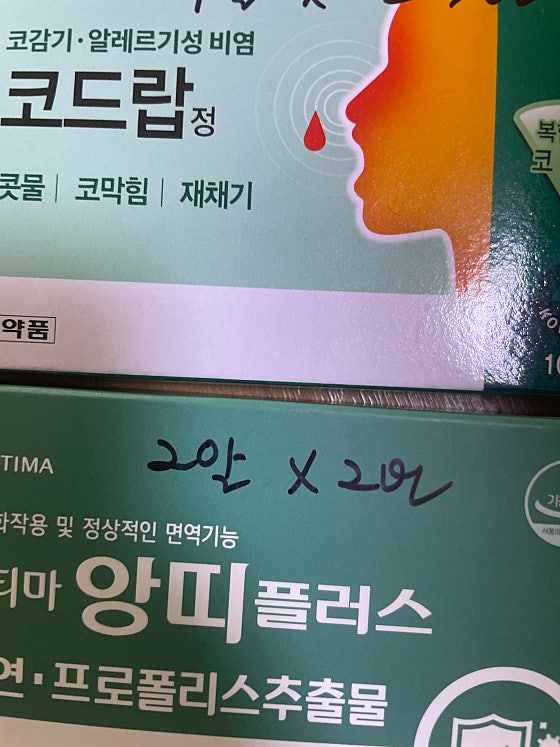 코감기·알레르기성 비염
코드랍정
콧물 | 코막힘 | 재채기
약품
10
TIMA
2알 X 2번
화작용 및 정상적인 면역기능
티마 앙띠플러스
연·프로폴리스추출물